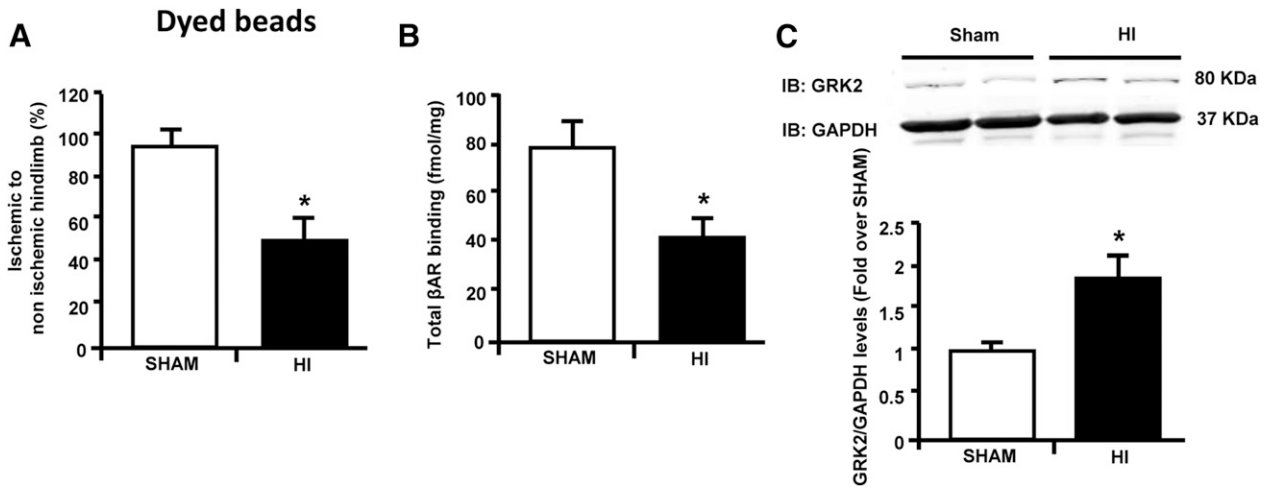 Dyed beads
A
Ischemic to
non ischemic hindlimb (%)
120
100
80
60
40
20
0
*
SHAM
HI
B
Total βAR binding (fmol/mg)
100
80
60
40
20
0
*
SHAM
HI
C
Sham
HI
IB: GRK2
80 KDa
IB: GAPDH
37 KDa
GRK2/GAPDH levels (Fold over SHAM)
2.5
2
1.5
1
0.5
0
*
SHAM
HI